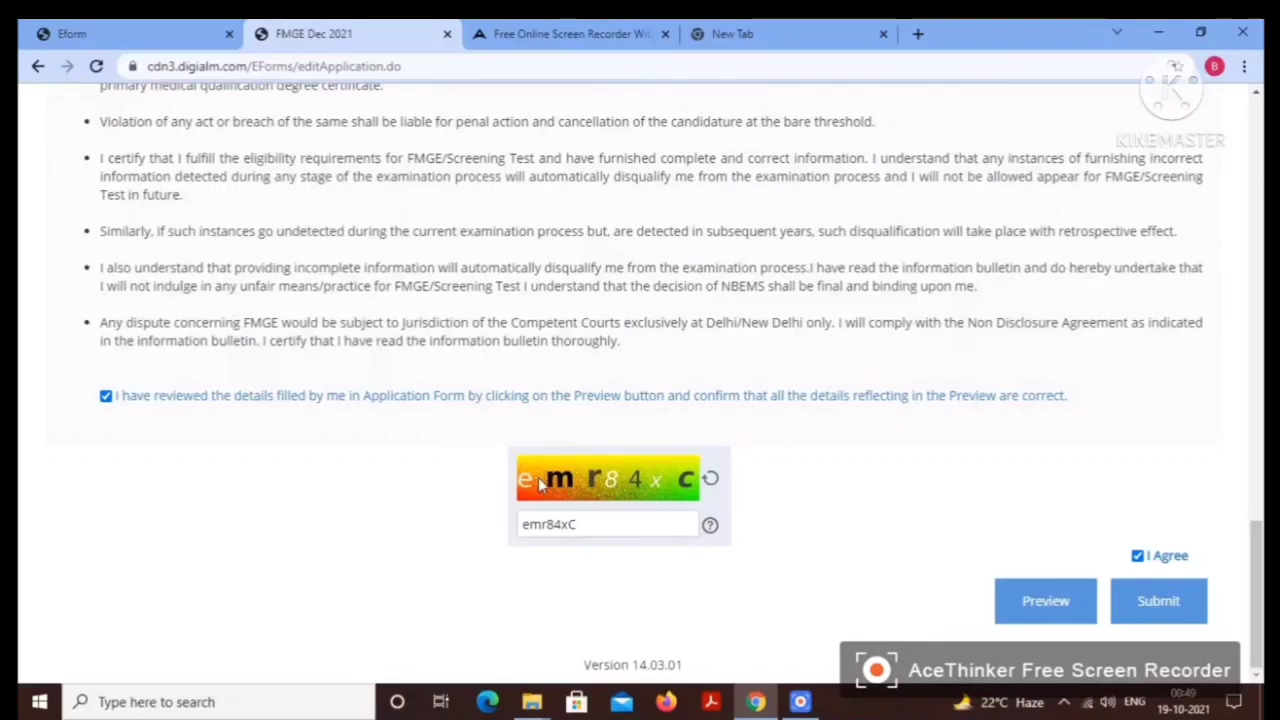 Eform
FMGE Dec 2021
Free Online Screen Recorder Wit
New Tab
cdn3.digialm.com/EForms/editApplication.do
B
KINEMASTER
primary medical qualification degree certificate.
• Violation of any act or breach of the same shall be liable for penal action and cancellation of the candidature at the bare threshold.
• I certify that I fulfill the eligibility requirements for FMGE/Screening Test and have furnished complete and correct information. I understand that any instances of furnishing incorrect
information detected during any stage of the examination process will automatically disqualify me from the examination process and I will not be allowed appear for FMGE/Screening
Test in future.
• Similarly, if such instances go undetected during the current examination process but, are detected in subsequent years, such disqualification will take place with retrospective effect.
• I also understand that providing incomplete information will automatically disqualify me from the examination process.I have read the information bulletin and do hereby undertake that
I will not indulge in any unfair means/practice for FMGE/Screening Test I understand that the decision of NBEMS shall be final and binding upon me.
• Any dispute concerning FMGE would be subject to Jurisdiction of the Competent Courts exclusively at Delhi/New Delhi only. I will comply with the Non Disclosure Agreement as indicated
in the information bulletin. I certify that I have read the information bulletin thoroughly.
I have reviewed the details filled by me in Application Form by clicking on the Preview button and confirm that all the details reflecting in the Preview are correct.
e m r 8 4 x c
emr84xC
I Agree
Preview
Submit
Version 14.03.01
AceThinker Free Screen Recorder
Type here to search
22°C Haze
ENG
00:49
19-10-2021